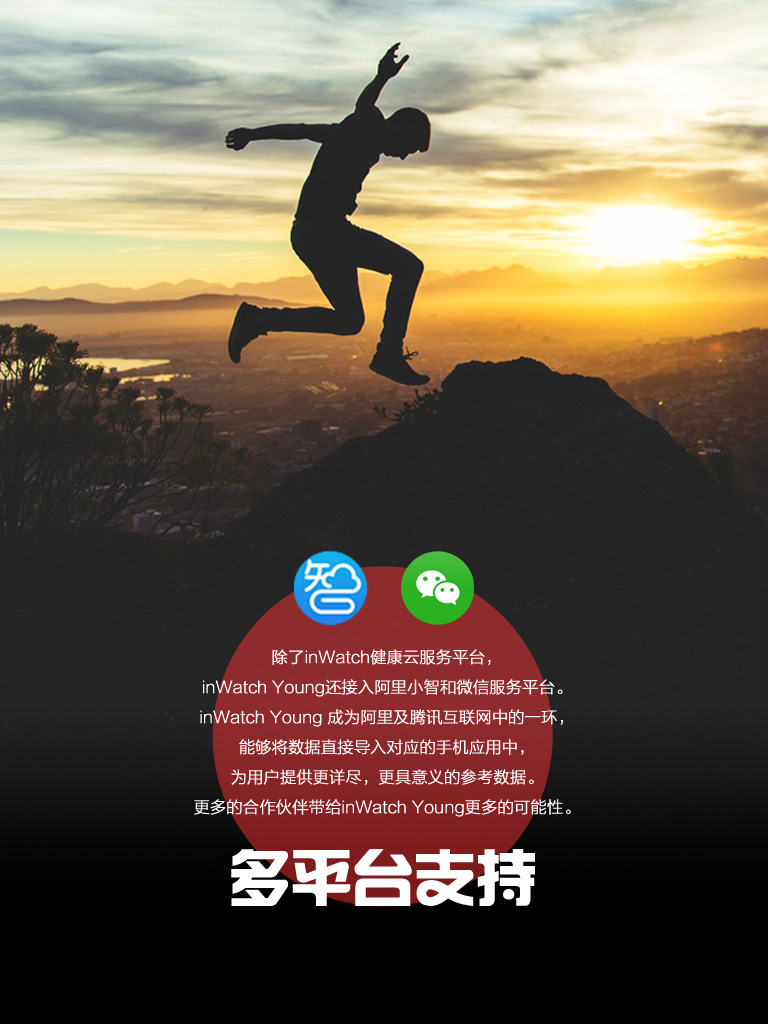 智
除了inWatch健康云服务平台，
inWatch Young还接入阿里小智和微信服务平台。
inWatch Young 成为阿里及腾讯互联网中的一环，
能够将数据直接导入对应的手机应用中，
为用户提供更详尽，更具意义的参考数据。
更多的合作伙伴带给inWatch Young更多的可能性。
多平台支持